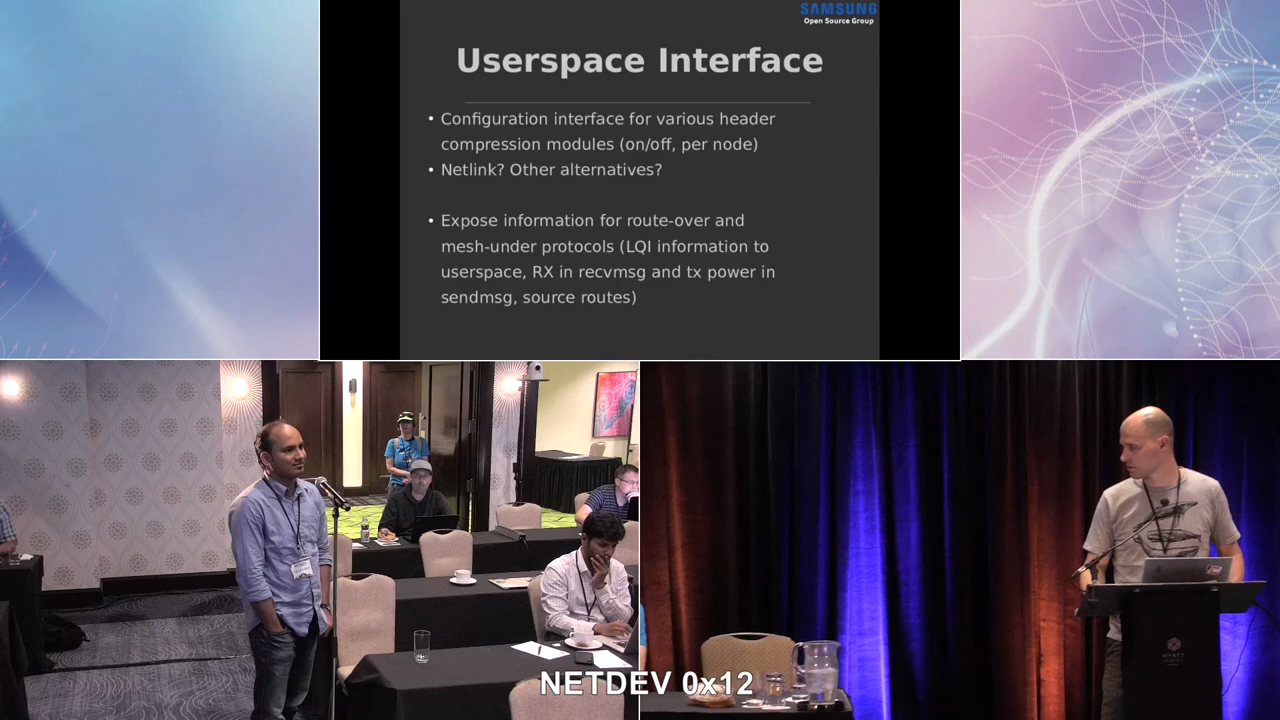 SAMSUNG
Open Source Group
Userspace Interface
• Configuration interface for various header
compression modules (on/off, per node)
• Netlink? Other alternatives?
• Expose information for route-over and
mesh-under protocols (LQI information to
userspace, RX in recvmsg and tx power in
sendmsg, source routes)
HYATT
NETDEV 0x12